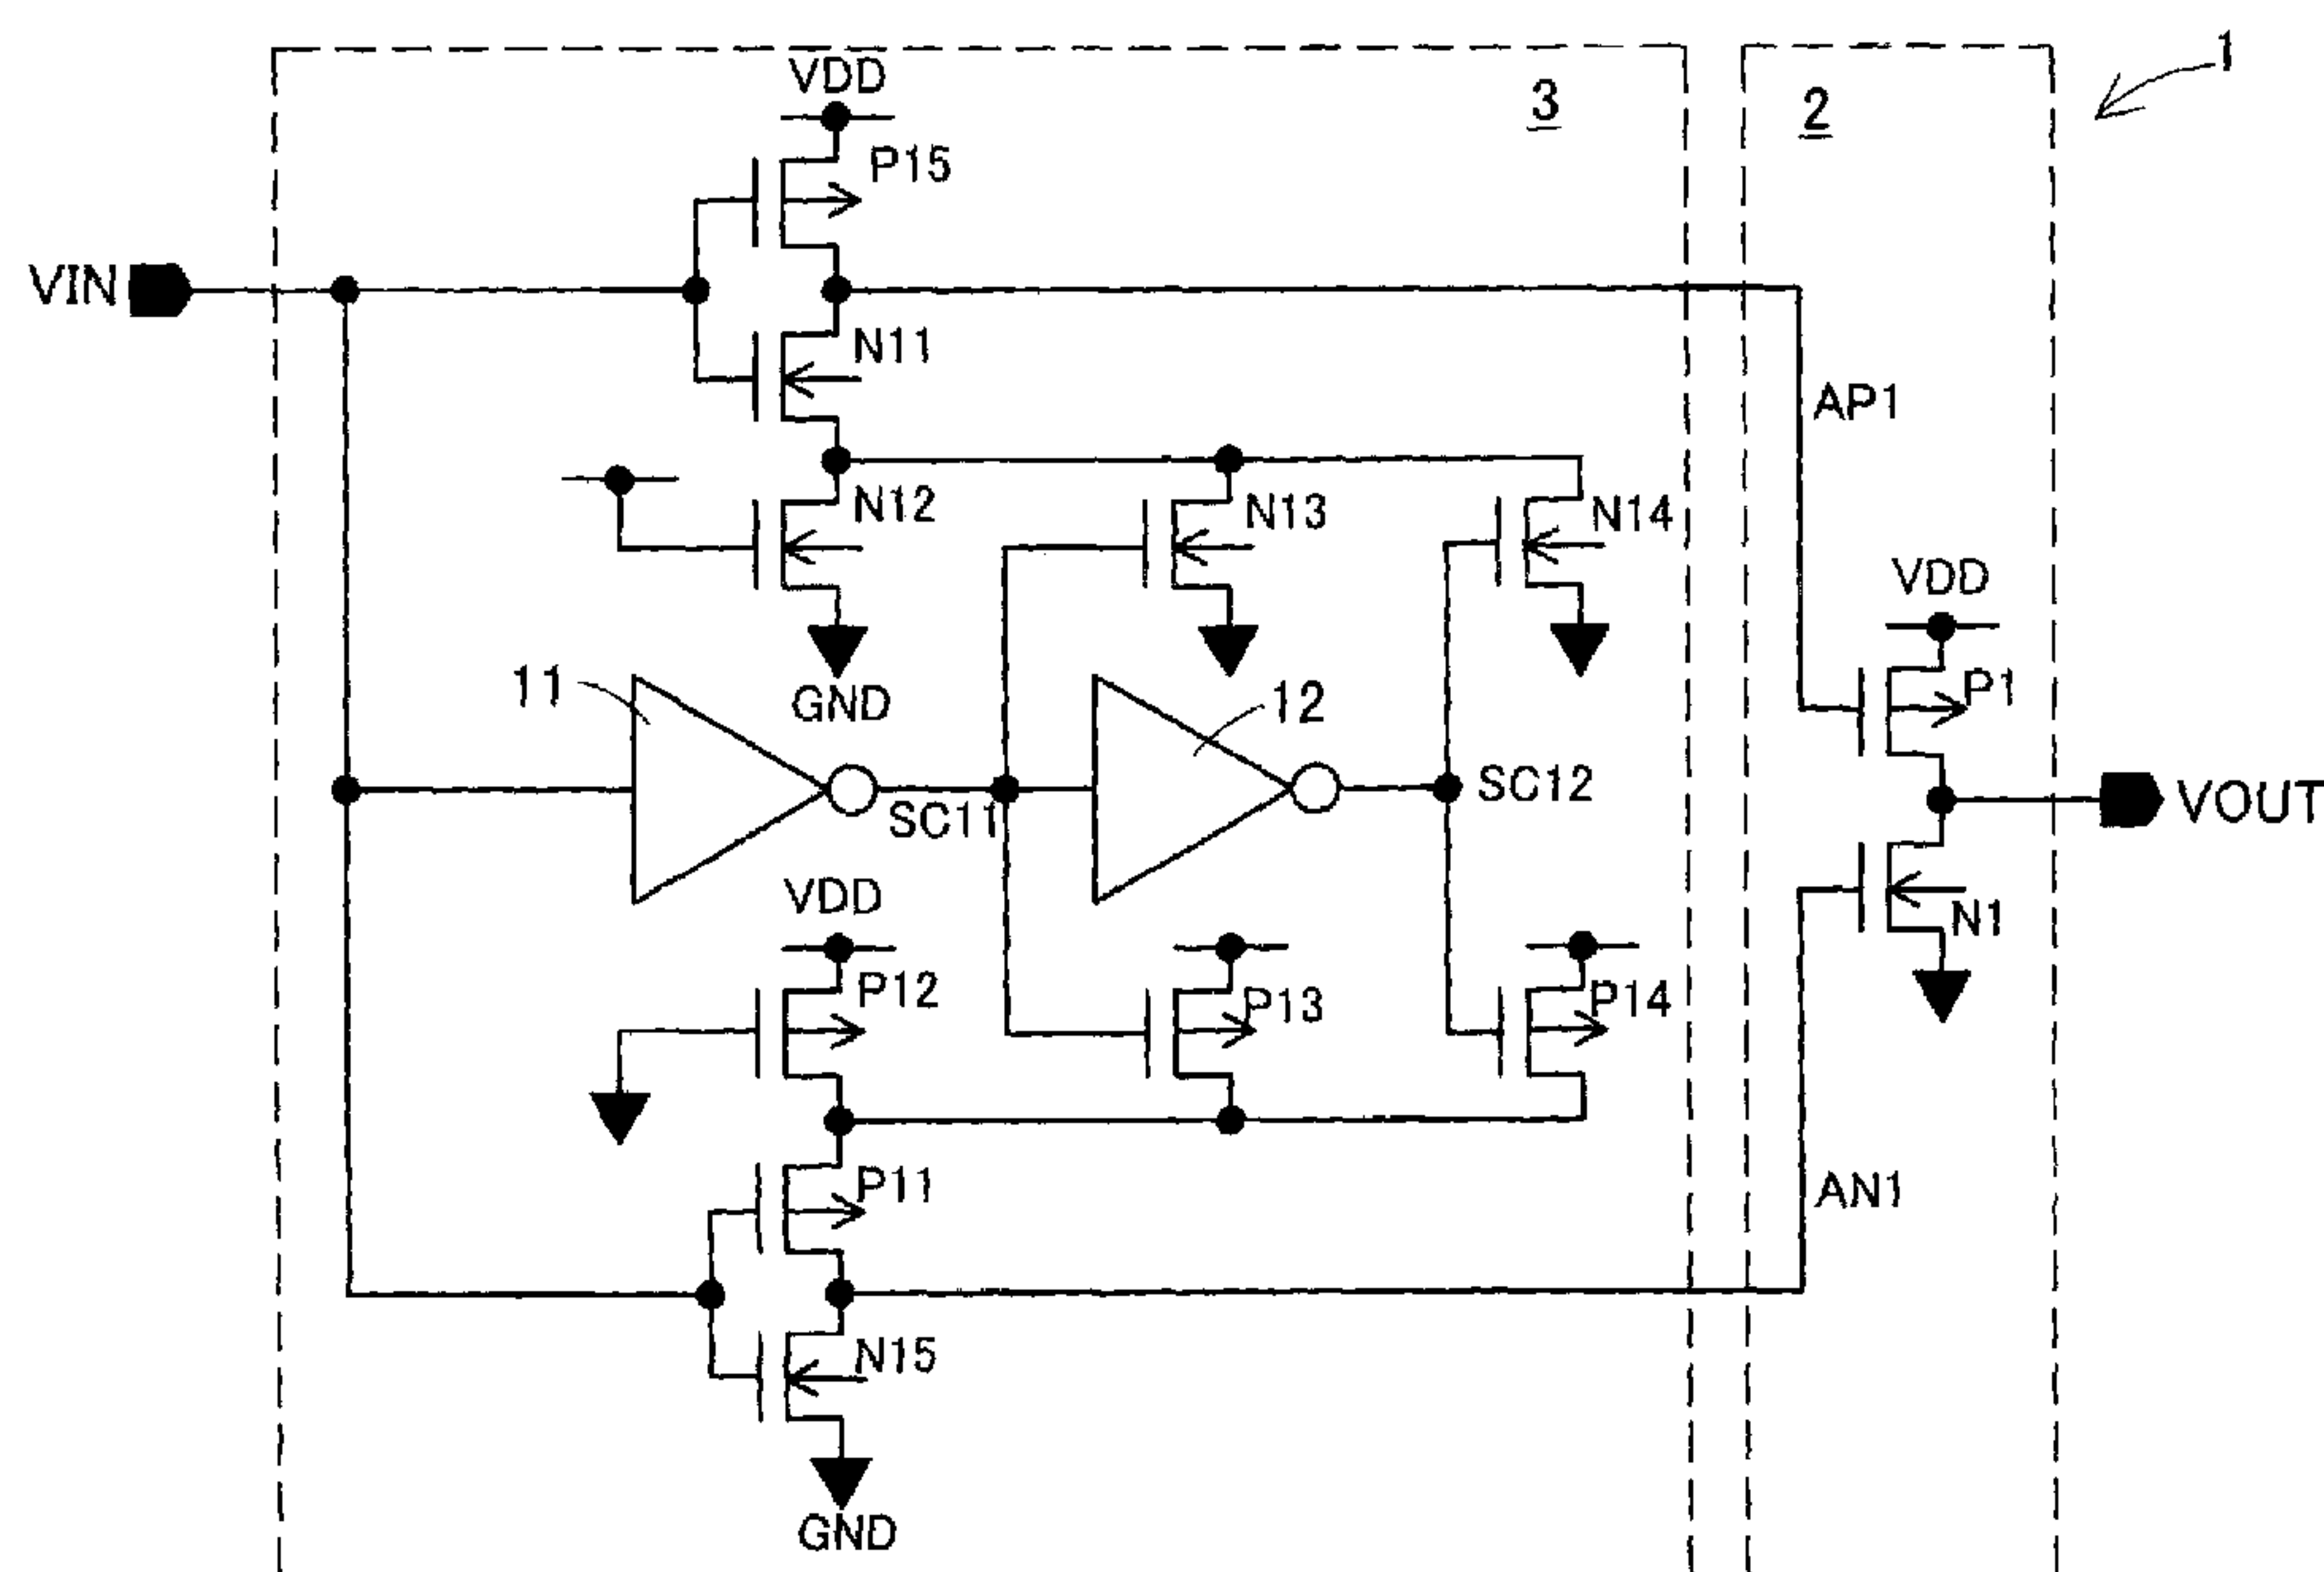 1
VDD
3
2
P15
VIN
N11
AP1
N12
N13
N14
VDD
11
GND
12
P1
SC11
SC12
VOUT
VDD
N1
P12
P13
P14
P11
AN1
N15
GND